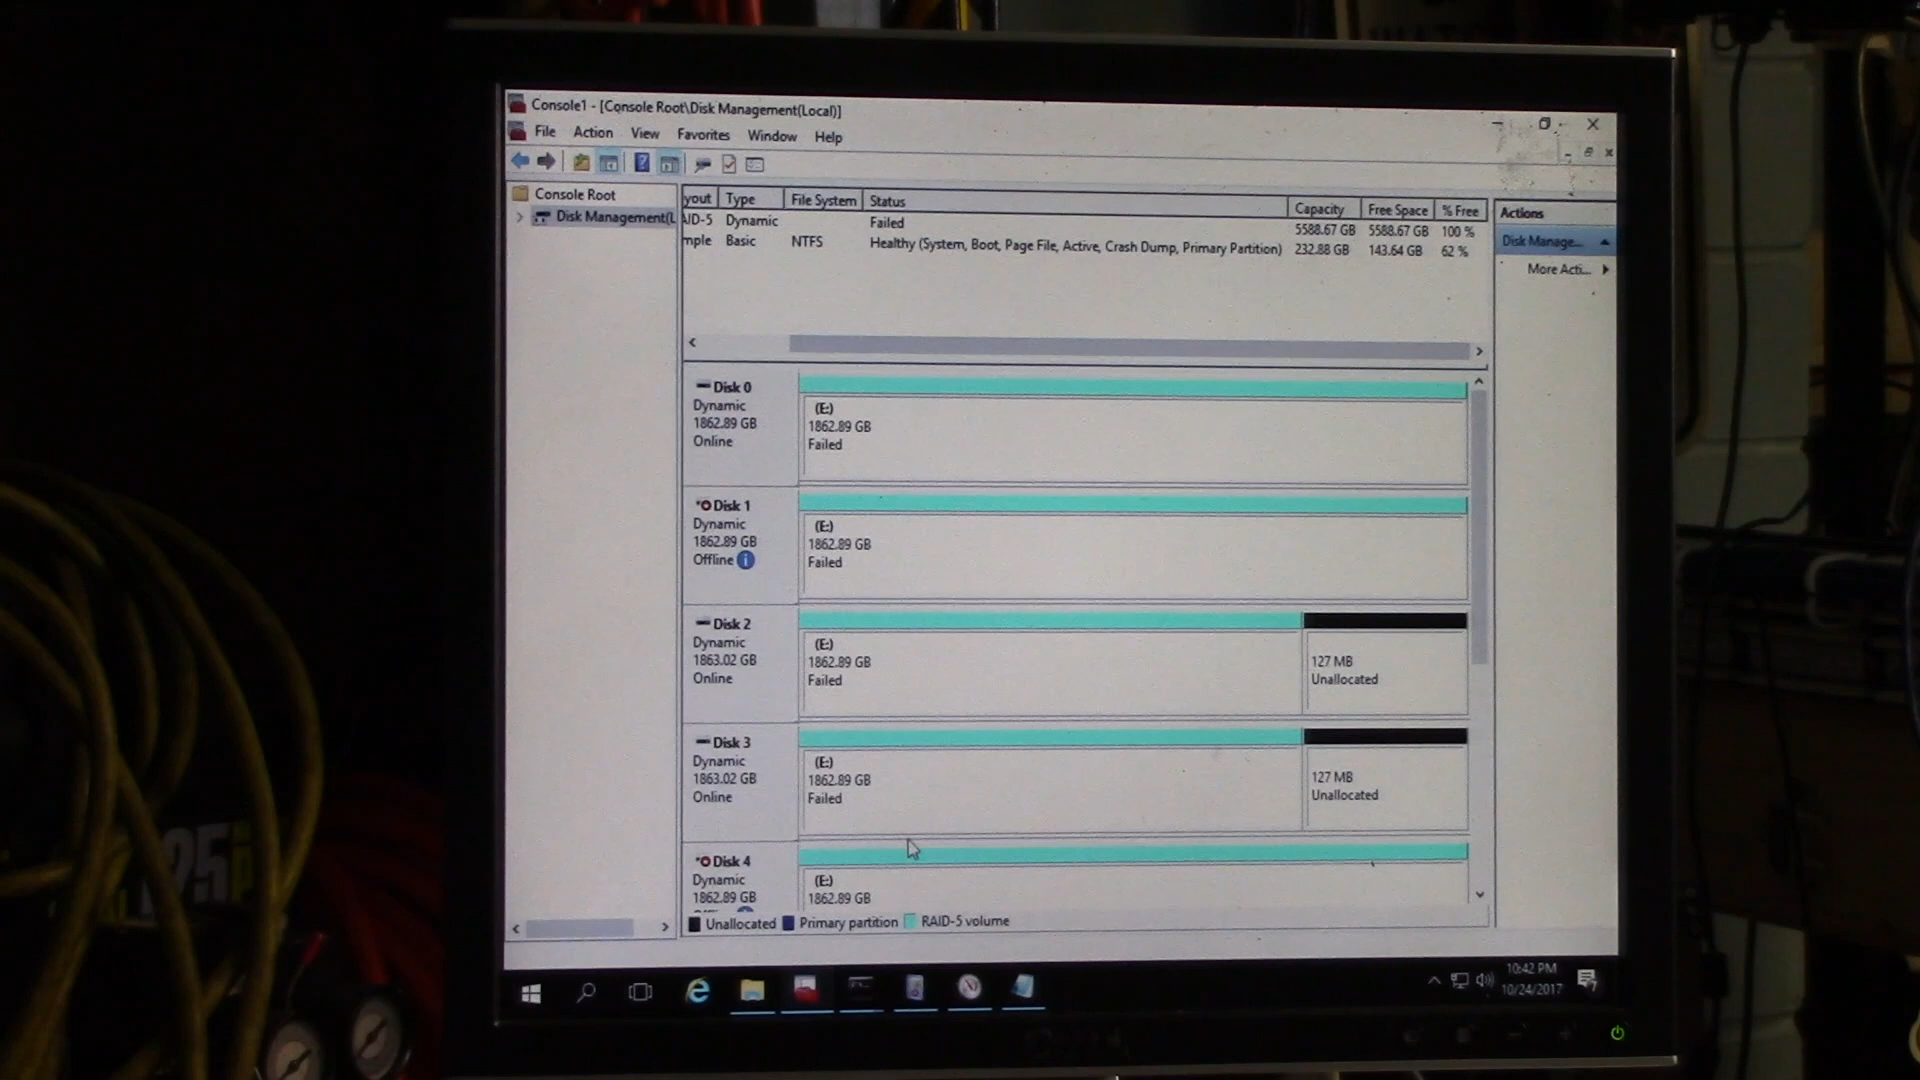 Console1 - [Console Root\Disk Management(Local)]
File Action View Favorites Window Help
Console Root
Disk Management(L
yout Type File System Status Capacity Free Space % Free
AID-5 Dynamic Failed 5588.67 GB 5588.67 GB 100 %
mple Basic NTFS Healthy (System, Boot, Page File, Active, Crash Dump, Primary Partition) 232.88 GB 143.64 GB 62 %
Actions
Disk Manage...
More Acti...
Disk 0
Dynamic
1862.89 GB
Online
(E:)
1862.89 GB
Failed
Disk 1
Dynamic
1862.89 GB
Offline
(E:)
1862.89 GB
Failed
Disk 2
Dynamic
1863.02 GB
Online
(E:)
1862.89 GB
Failed
127 MB
Unallocated
Disk 3
Dynamic
1863.02 GB
Online
(E:)
1862.89 GB
Failed
127 MB
Unallocated
Disk 4
Dynamic
1862.89 GB
(E:)
1862.89 GB
Unallocated Primary partition RAID-5 volume
10:42 PM
10/24/2017
125